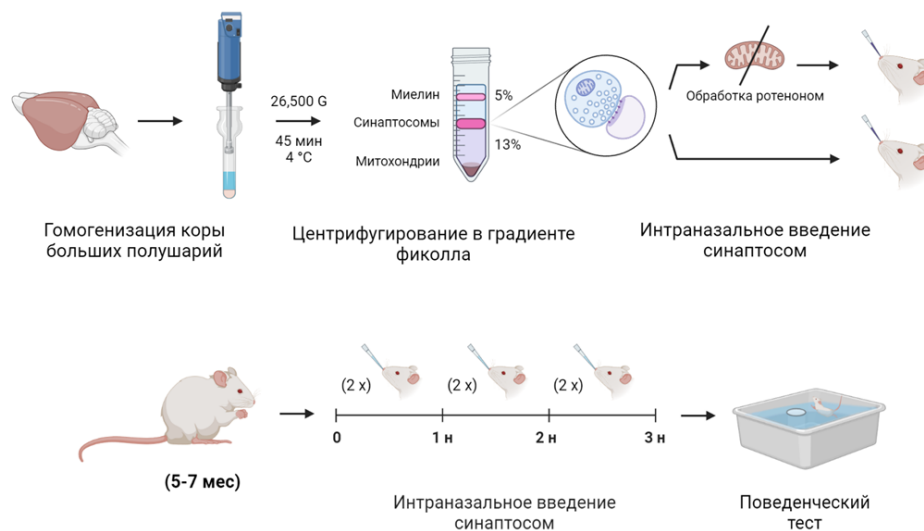 26,500 G
45 мин
4 °C
Миелин
5%
Синаптосомы
13%
Митохондрии
Обработка ротеноном
Гомогенизация коры
больших полушарий
Центрифугирование в градиенте
фиколла
Интраназальное введение
синаптосом
(2 x)
(2 x)
(2 x)
0
1 н
2 н
3 н
(5-7 мес)
Интраназальное введение
синаптосом
Поведенческий
тест